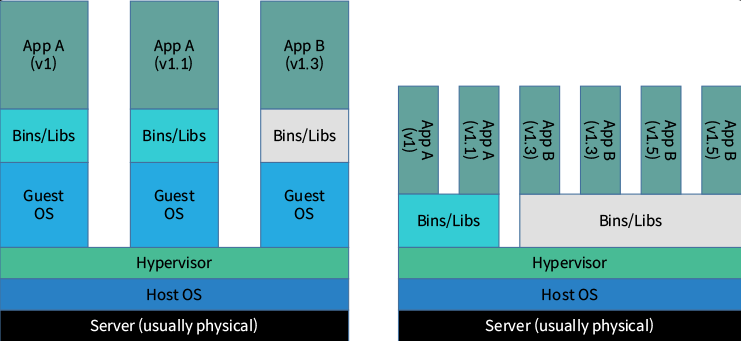 App A
(v1)
App A
(v1.1)
App B
(v1.3)
Bins/Libs
Bins/Libs
Bins/Libs
Guest
OS
Guest
OS
Guest
OS
Hypervisor
Host OS
Server (usually physical)
App A
(v1)
App A
(v1.1)
App B
(v1.3)
App B
(v1.3)
App B
(v1.5)
App B
(v1.5)
Bins/Libs
Bins/Libs
Hypervisor
Host OS
Server (usually physical)